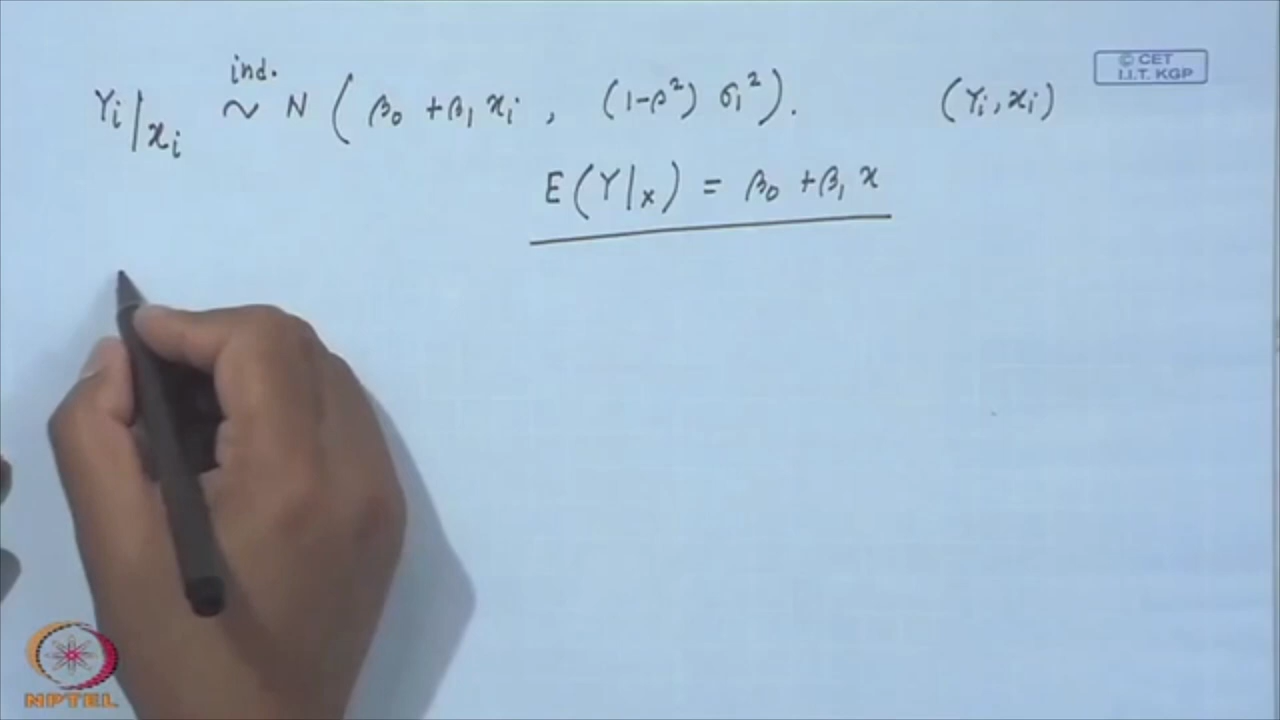 Yi/xi ind. ~ N ( β0 + β1 xi , (1-ρ²) σ1² ). (Yi, xi)
© CET
I.I.T. KGP
E(Y/x) = β0 + β1 x
NPTEL